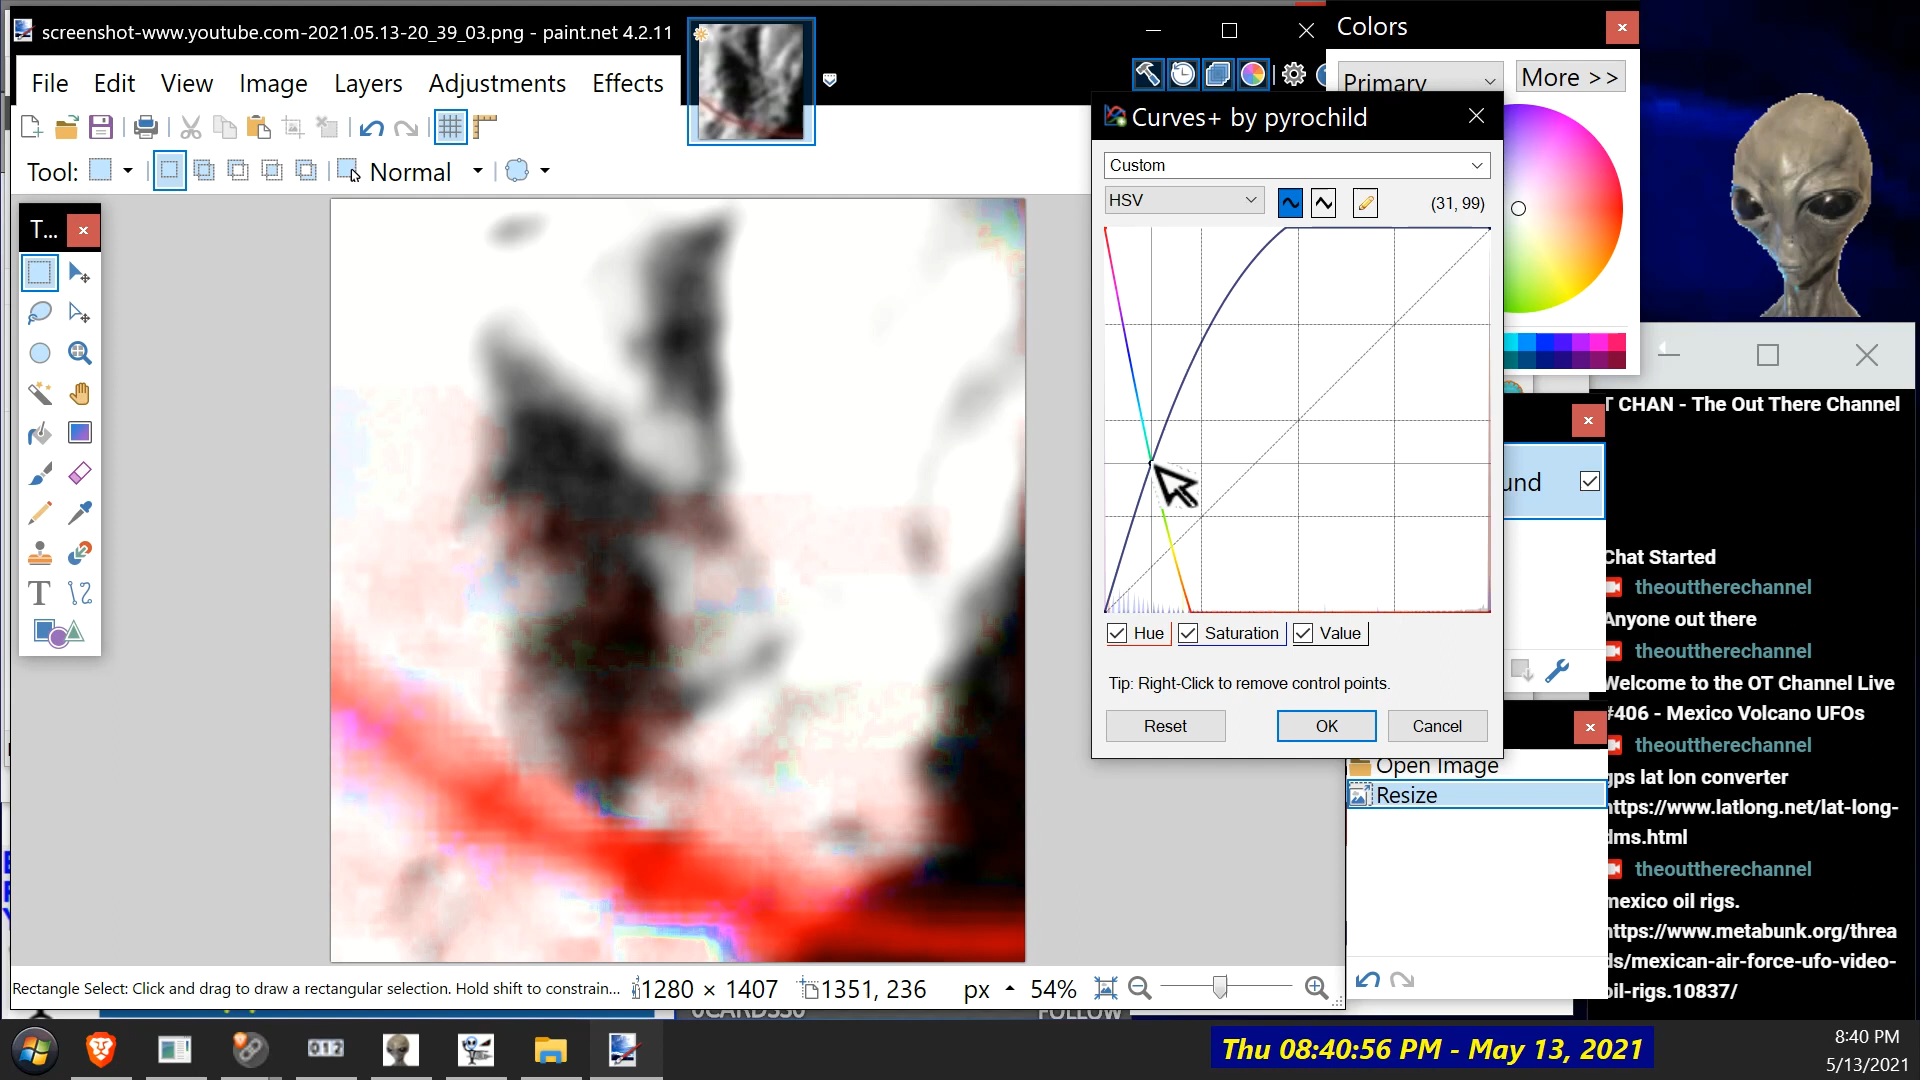 screenshot-www.youtube.com-2021.05.13-20_39_03.png - paint.net 4.2.11
File Edit View Image Layers Adjustments Effects
Tool: Normal
T...
Colors
Primary
More >>
Curves+ by pyrochild
Custom
HSV
(31, 99)
Hue Saturation Value
Tip: Right-Click to remove control points.
Reset OK Cancel
und
Open Image
Resize
T CHAN - The Out There Channel
Chat Started
theouttherechannel
Anyone out there
theouttherechannel
Welcome to the OT Channel Live
#406 - Mexico Volcano UFOs
theouttherechannel
gps lat lon converter
https://www.latlong.net/lat-long-
dms.html
theouttherechannel
mexico oil rigs.
https://www.metabunk.org/threa
ds/mexican-air-force-ufo-video-
oil-rigs.10837/
Rectangle Select: Click and drag to draw a rectangular selection. Hold shift to constrain...
1280 × 1407
1351, 236
px
54%
FOLLOW
012
Thu 08:40:56 PM - May 13, 2021
8:40 PM
5/13/2021